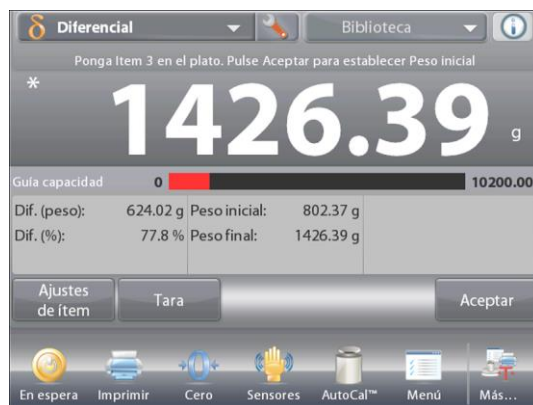 δ Diferencial Biblioteca
Ponga Item 3 en el plato. Pulse Aceptar para establecer Peso inicial
* 1426.39 g
Guía capacidad 0 10200.00
Dif. (peso): 624.02 g Peso inicial: 802.37 g
Dif. (%): 77.8 % Peso final: 1426.39 g
Ajustes
de ítem Tara Aceptar
En espera Imprimir Cero Sensores AutoCal™ Menú Más...